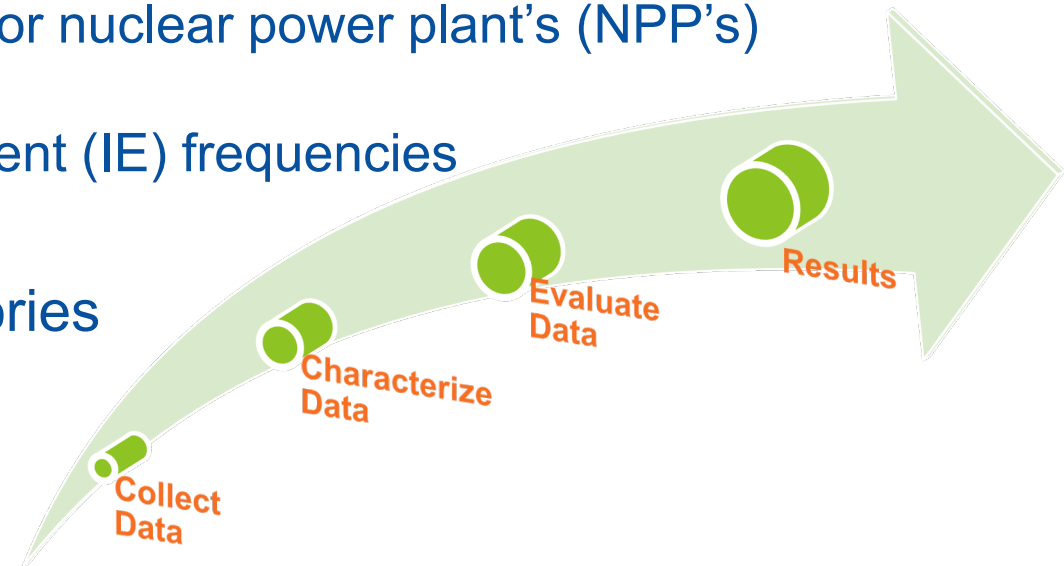 or nuclear power plant’s (NPP’s)
ent (IE) frequencies
ories
Results
Evaluate
Data
Characterize
Data
Collect
Data